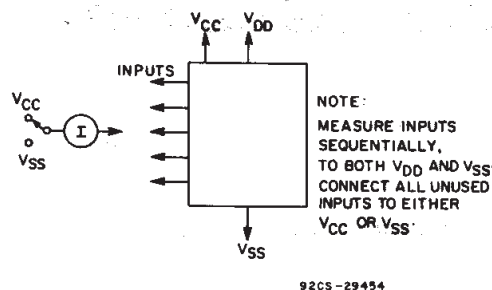 VCC VDD
INPUTS
VCC
I
VSS
NOTE:
MEASURE INPUTS
SEQUENTIALLY,
TO BOTH VDD AND VSS.
CONNECT ALL UNUSED
INPUTS TO EITHER
VCC OR VSS.
VSS
92CS-29454